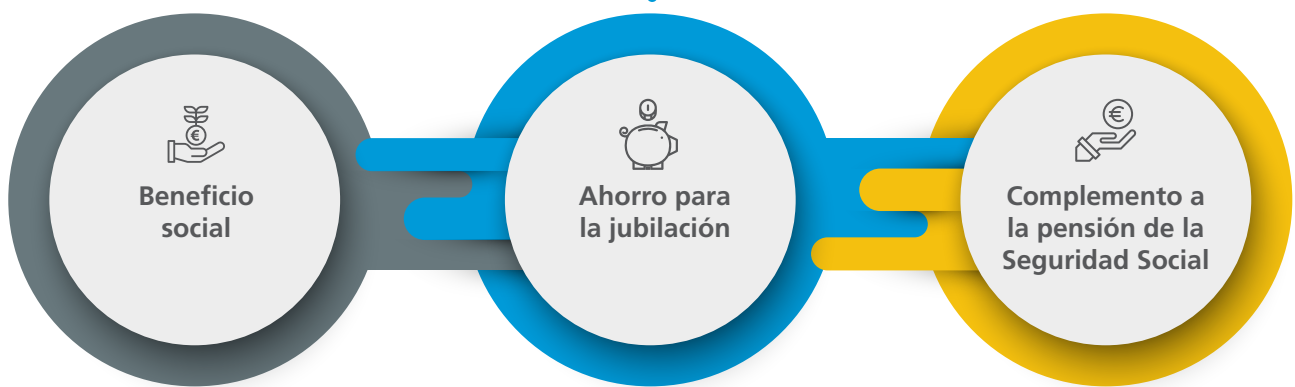 Beneficio
social
Ahorro para
la jubilación
Complemento a
la pensión de la
Seguridad Social